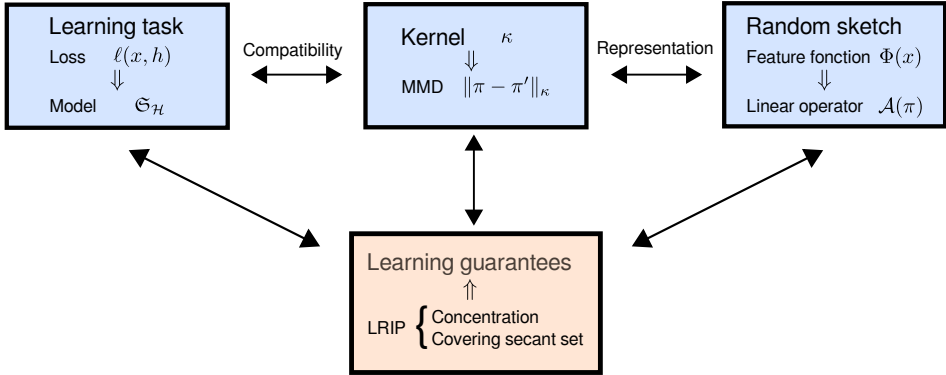 Learning task
Loss ℓ(x, h)
⇓
Model 𝔖_ℋ
Compatibility
Kernel κ
⇓
MMD ‖π − π′‖_κ
Representation
Random sketch
Feature fonction Φ(x)
⇓
Linear operator 𝒜(π)
Learning guarantees
⇑
LRIP { Concentration
Covering secant set